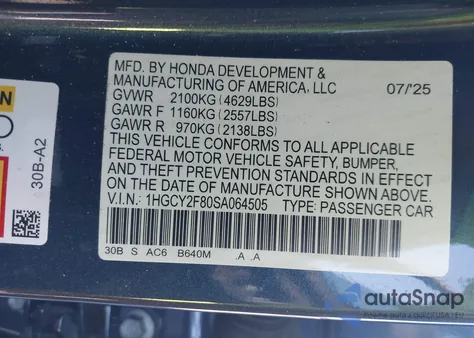 MFD. BY HONDA DEVELOPMENT &
MANUFACTURING OF AMERICA, LLC 07/'25
GVWR 2100KG (4629LBS)
GAWR F 1160KG (2557LBS)
GAWR R 970KG (2138LBS)
THIS VEHICLE CONFORMS TO ALL APPLICABLE
FEDERAL MOTOR VEHICLE SAFETY, BUMPER,
AND THEFT PREVENTION STANDARDS IN EFFECT
ON THE DATE OF MANUFACTURE SHOWN ABOVE.
V.I.N.: 1HGCY2F80SA064505 TYPE: PASSENGER CAR
30B S AC6 B640M .A .A
30B-A2
autoSnap